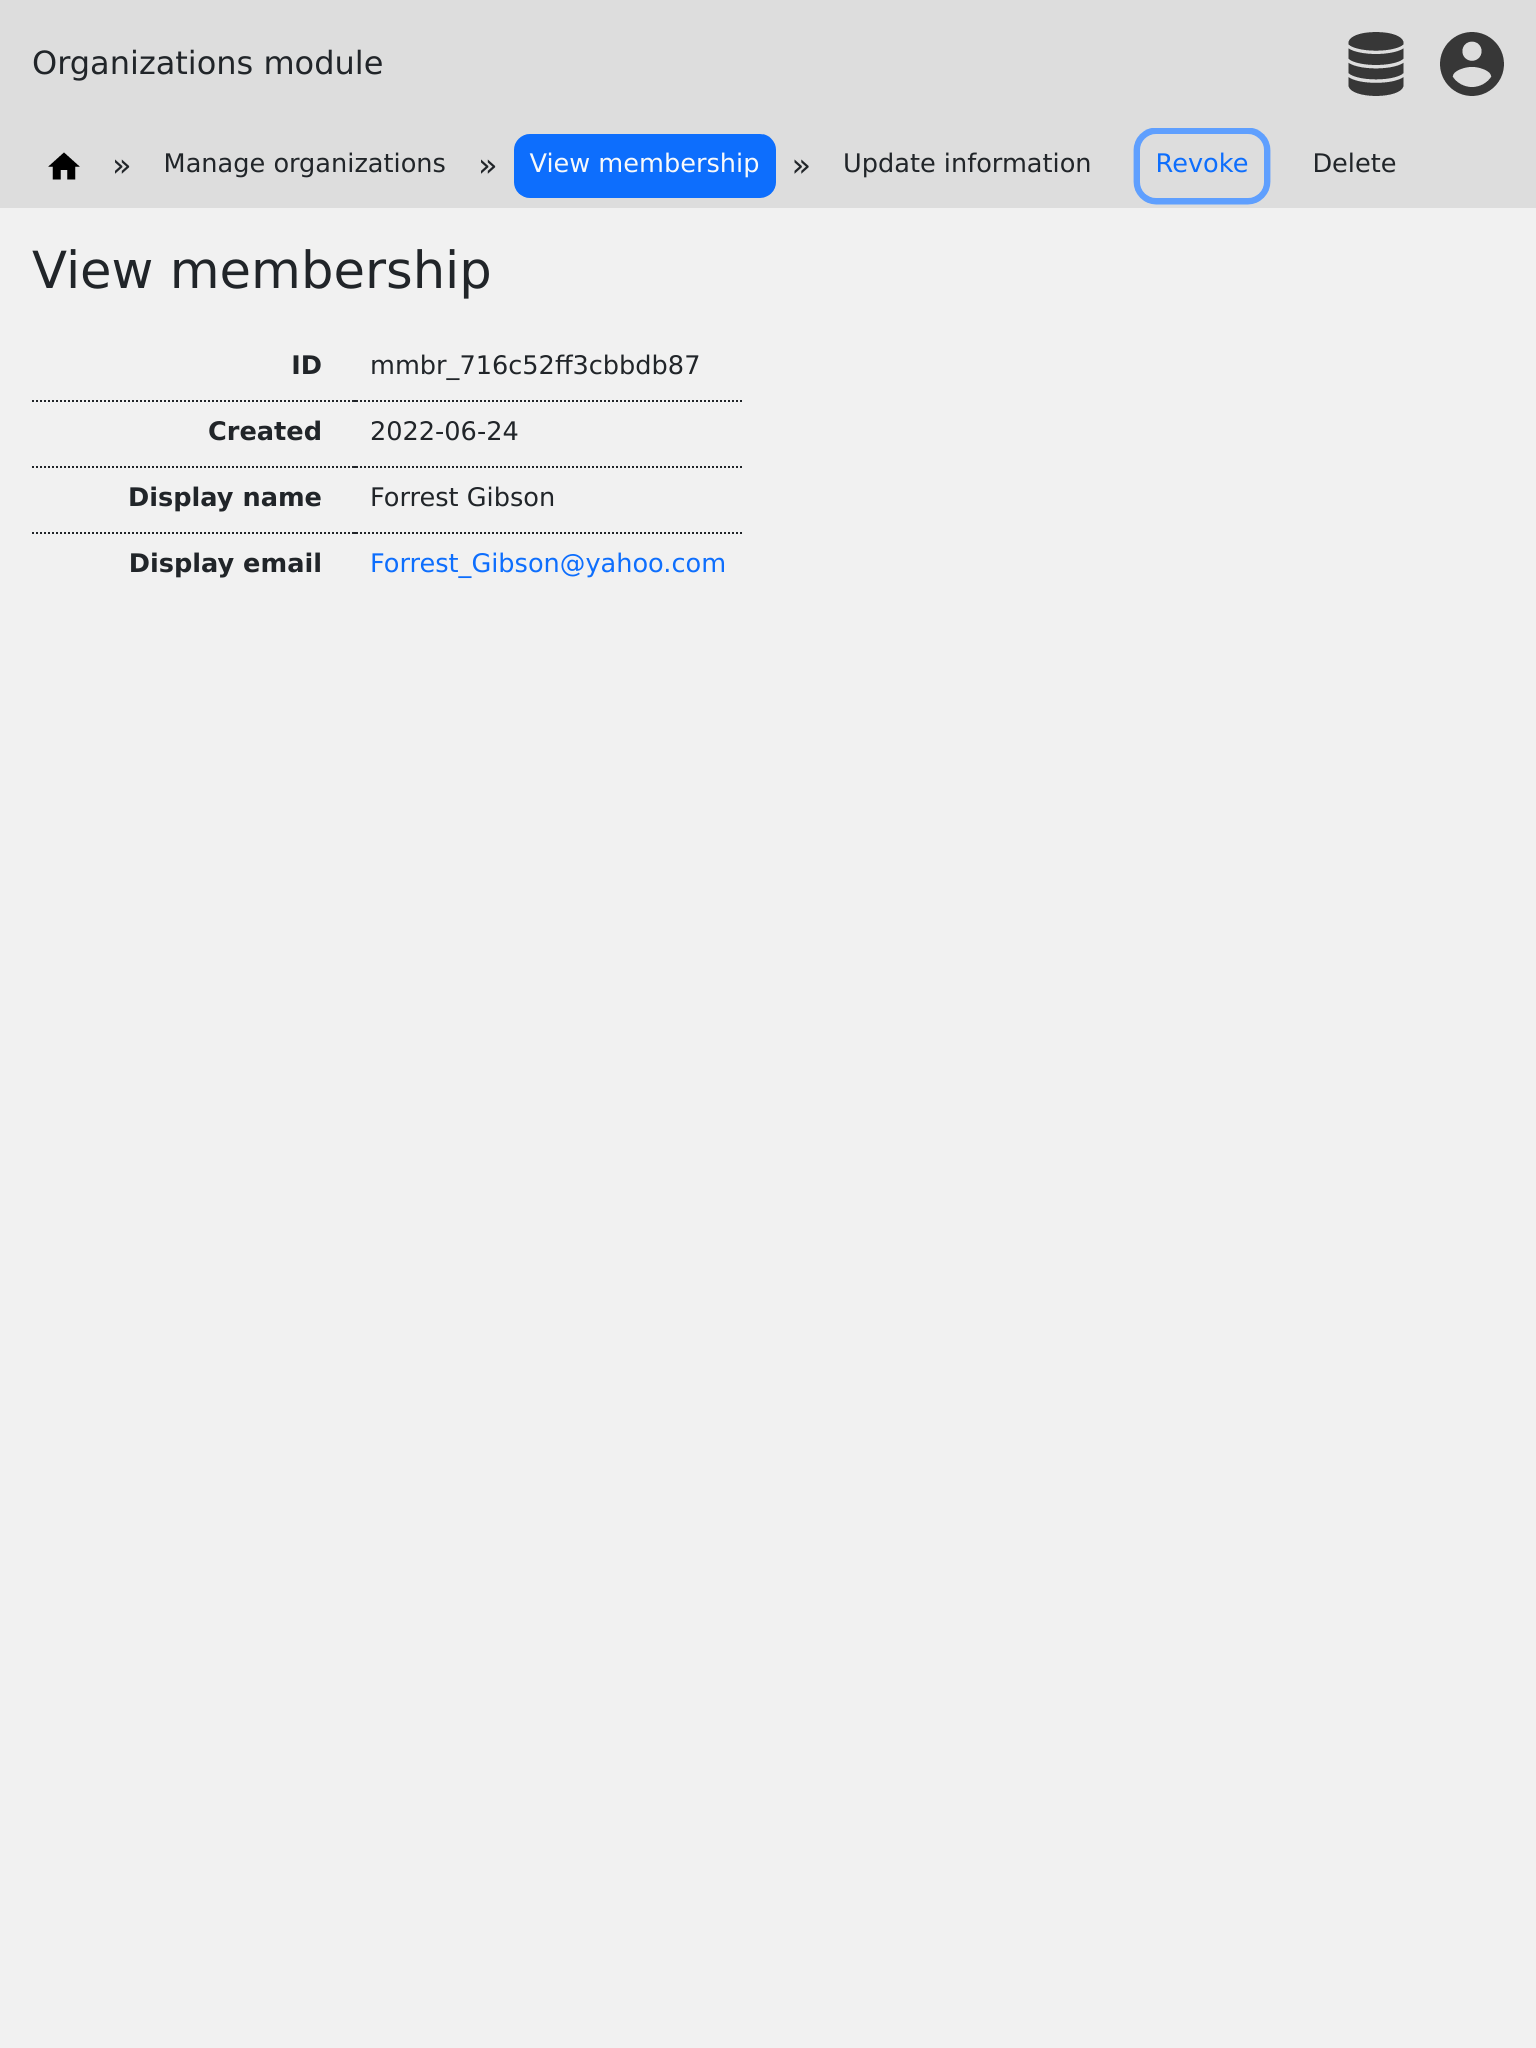 Organizations module
» Manage organizations » View membership » Update information Revoke Delete
View membership
ID mmbr_716c52ff3cbbdb87
Created 2022-06-24
Display name Forrest Gibson
Display email Forrest_Gibson@yahoo.com